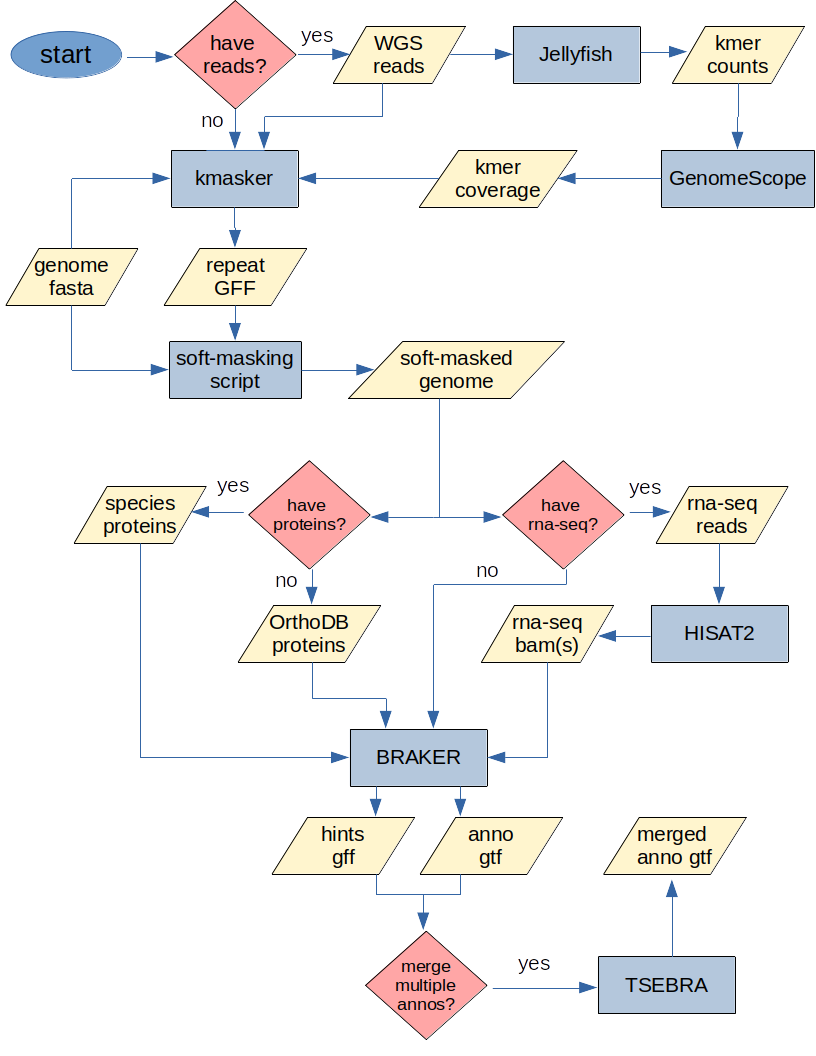 start
have
reads?
yes
WGS
reads
Jellyfish
kmer
counts
no
kmasker
kmer
coverage
GenomeScope
genome
fasta
repeat
GFF
soft-masking
script
soft-masked
genome
species
proteins
yes
have
proteins?
have
rna-seq?
yes
rna-seq
reads
no
no
OrthoDB
proteins
rna-seq
bam(s)
HISAT2
BRAKER
hints
gff
anno
gtf
merged
anno gtf
merge
multiple
annos?
yes
TSEBRA